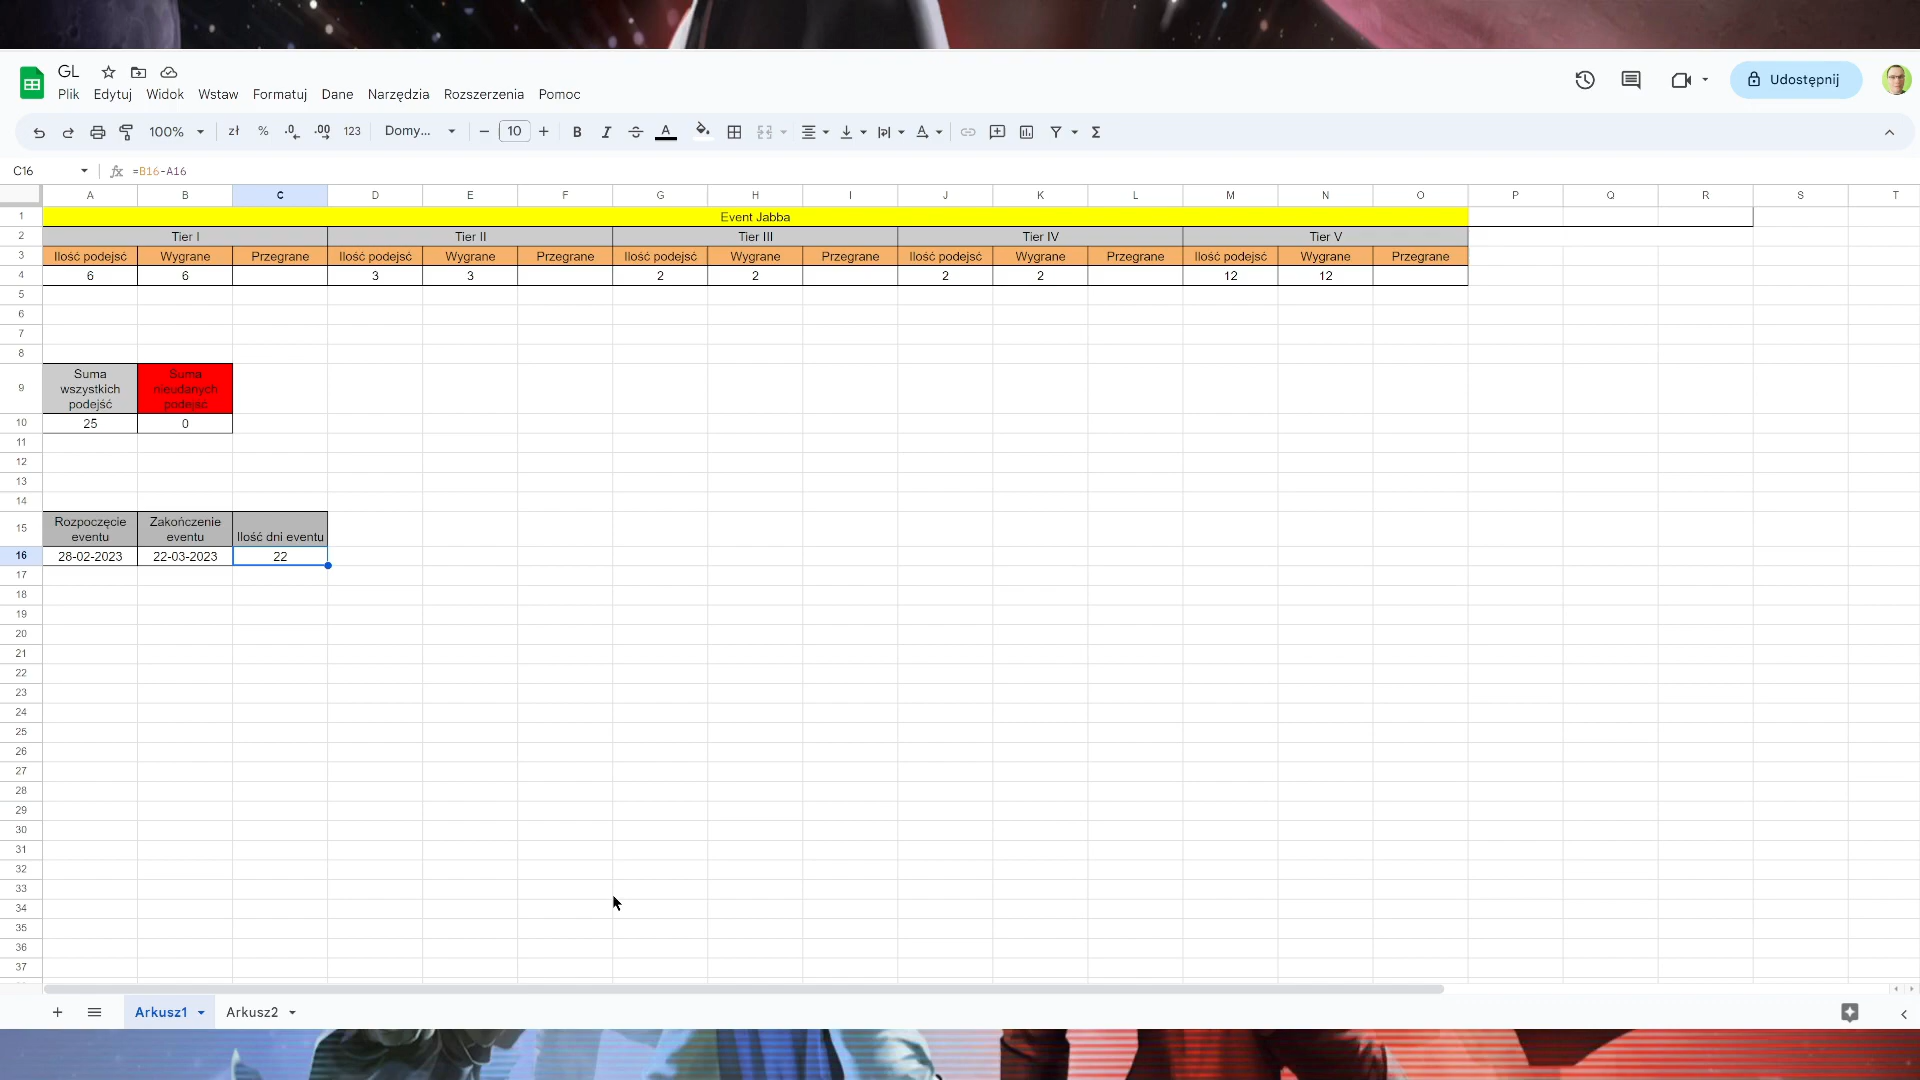 GL
Plik Edytuj Widok Wstaw Formatuj Dane Narzędzia Rozszerzenia Pomoc
Udostępnij
100% zł % .0 .00 123 Domy... 10 B I A
C16 fx =B16-A16
A B C D E F G H I J K L M N O P Q R S T
1 Event Jabba
2 Tier I Tier II Tier III Tier IV Tier V
3 Ilość podejsć Wygrane Przegrane Ilość podejsć Wygrane Przegrane Ilość podejsć Wygrane Przegrane Ilość podejsć Wygrane Przegrane Ilość podejsć Wygrane Przegrane
4 6 6 3 3 2 2 2 2 12 12
5
6
7
8
9 Suma wszystkich podejść Suma nieudanych podejść
10 25 0
11
12
13
14
15 Rozpoczęcie eventu Zakończenie eventu Ilość dni eventu
16 28-02-2023 22-03-2023 22
17
18
19
20
21
22
23
24
25
26
27
28
29
30
31
32
33
34
35
36
37
Arkusz1 Arkusz2